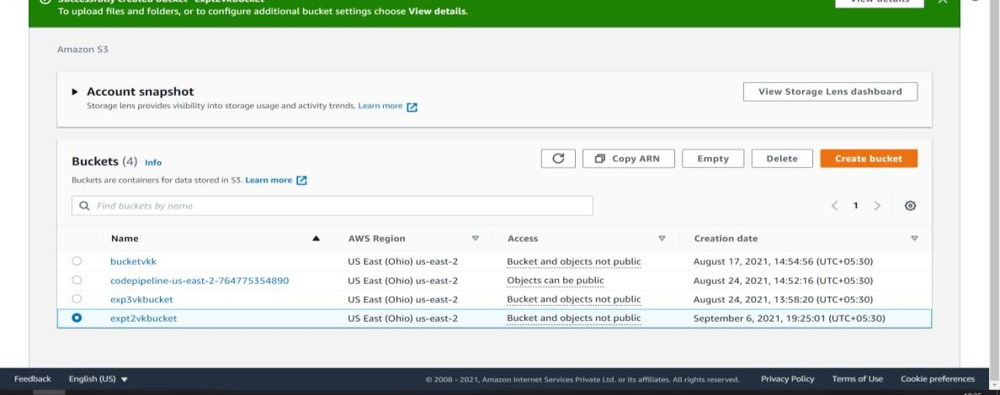 Successfully created bucket "expt2vkbucket"
To upload files and folders, or to configure additional bucket settings choose View details.
View details
Amazon S3
Account snapshot
Storage lens provides visibility into storage usage and activity trends. Learn more
View Storage Lens dashboard
Buckets (4) Info
Copy ARN Empty Delete Create bucket
Buckets are containers for data stored in S3. Learn more
Find buckets by name
1
Name AWS Region Access Creation date
bucketvkk US East (Ohio) us-east-2 Bucket and objects not public August 17, 2021, 14:54:56 (UTC+05:30)
codepipeline-us-east-2-764775354890 US East (Ohio) us-east-2 Objects can be public August 24, 2021, 14:52:16 (UTC+05:30)
exp3vkbucket US East (Ohio) us-east-2 Bucket and objects not public August 24, 2021, 13:58:20 (UTC+05:30)
expt2vkbucket US East (Ohio) us-east-2 Bucket and objects not public September 6, 2021, 19:25:01 (UTC+05:30)
Feedback English (US) © 2008 - 2021, Amazon Internet Services Private Ltd. or its affiliates. All rights reserved. Privacy Policy Terms of Use Cookie preferences